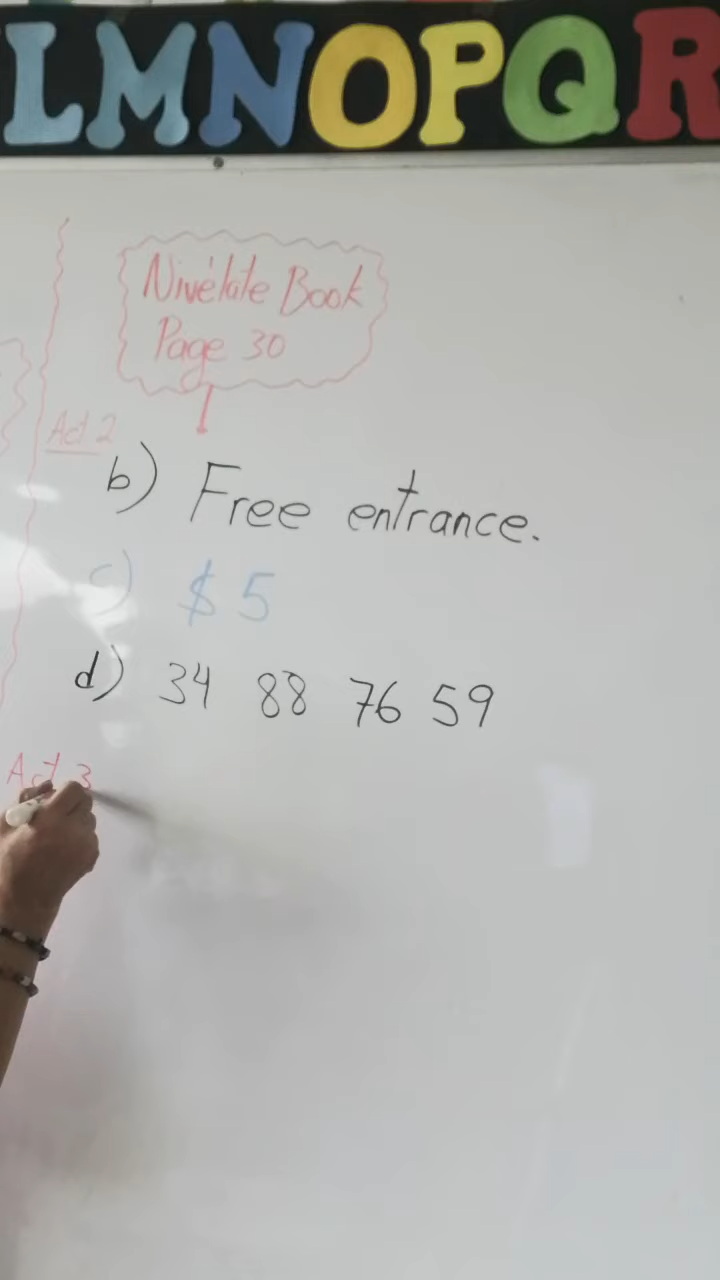 LMNOPQR
Nivélate Book
Page 30
Act 2
b) Free entrance.
c) $5
d) 34 88 76 59
Act 3